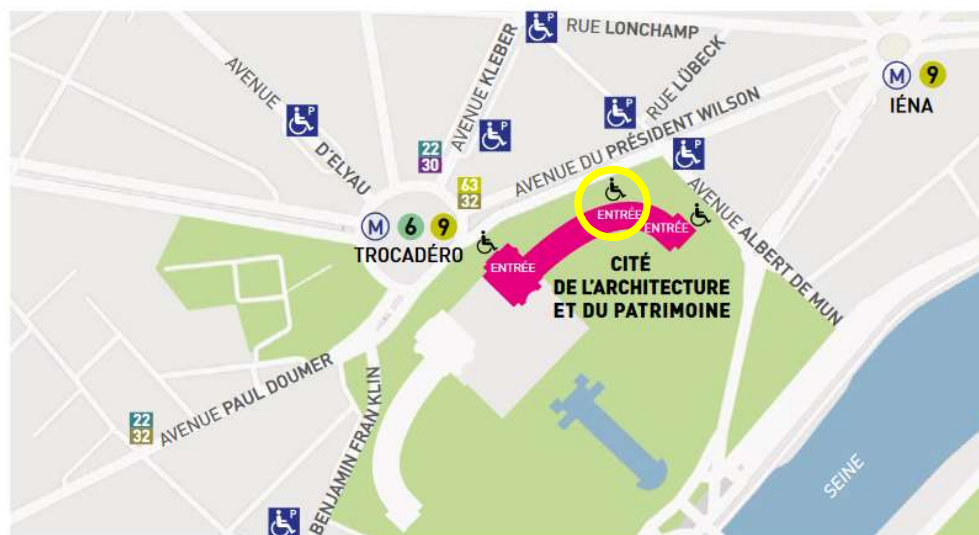 P
RUE LONCHAMP
AVENUE KLEBER
AVENUE
D'ELYAU
P
P
P
RUE LÜBECK
M 9
IÉNA
22
30
63
32
AVENUE DU PRÉSIDENT WILSON
P
AVENUE ALBERT DE MUN
M 6 9
TROCADÉRO
ENTRÉE
ENTRÉE
ENTRÉE
CITÉ
DE L'ARCHITECTURE
ET DU PATRIMOINE
AVENUE PAUL DOUMER
22
32
BENJAMIN FRAN KLIN
P
SEINE